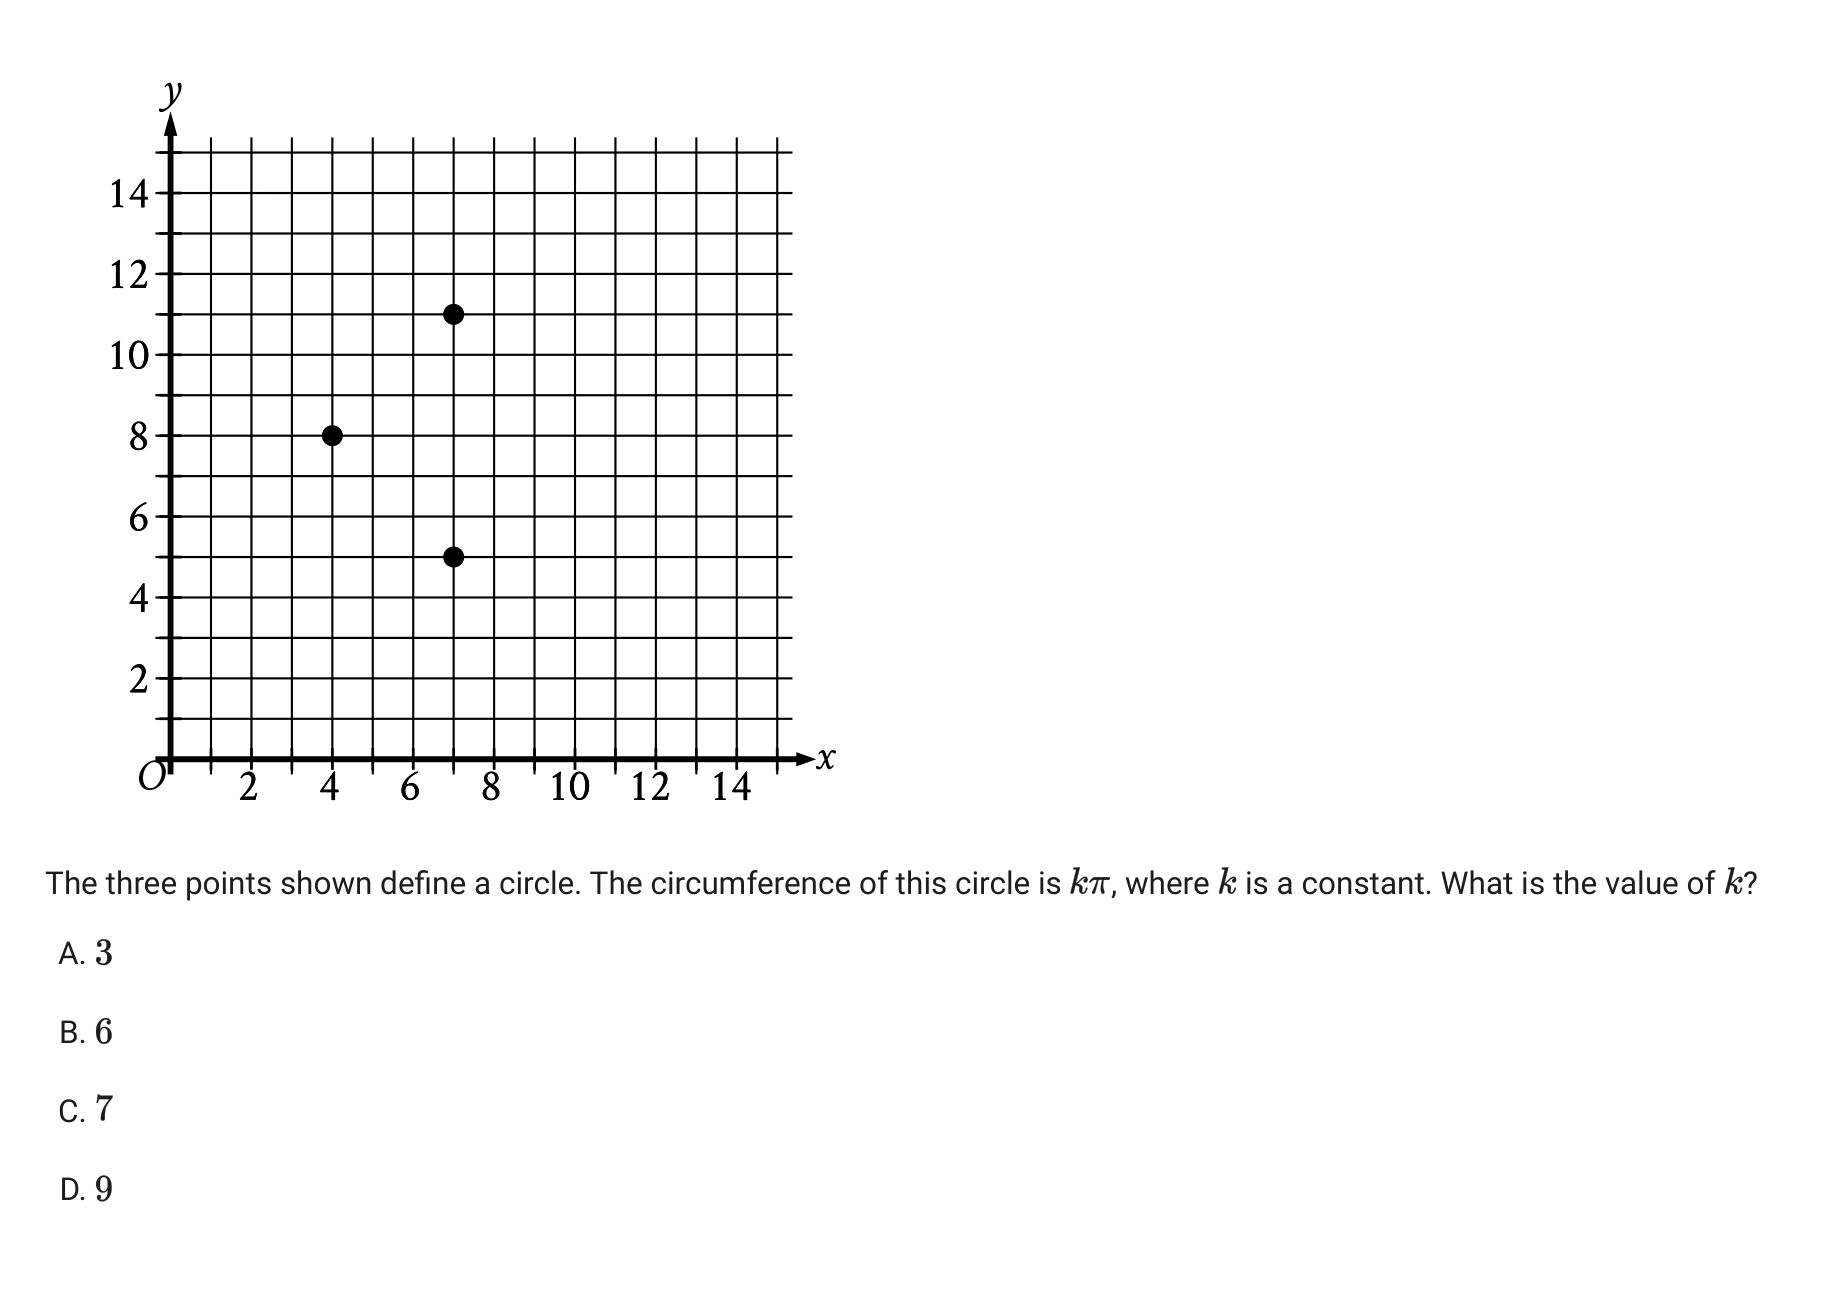 y
14
12
10
8
6
4
2
O 2 4 6 8 10 12 14 x
The three points shown define a circle. The circumference of this circle is kπ, where k is a constant. What is the value of k?
A. 3
B. 6
C. 7
D. 9